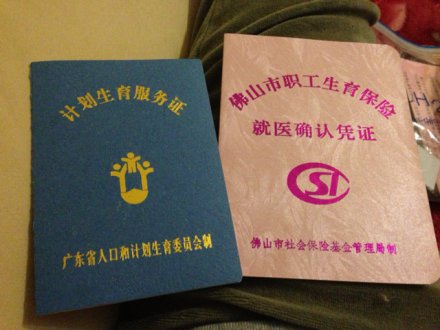 计划生育服务证
广东省人口和计划生育委员会制
佛山市职工生育保险
就医确认凭证
CSI
佛山市社会保险基金管理局制